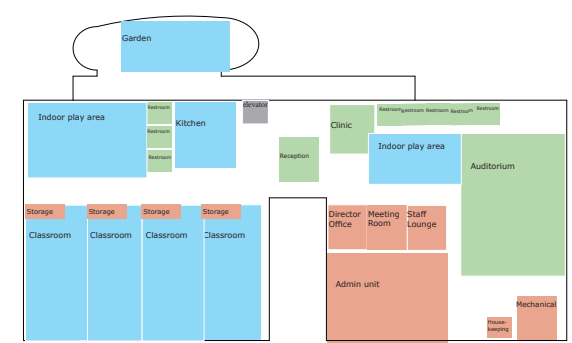 Garden
elevator
Restroom
Restroom
Restroom
Restroom
Restroom
Restroom
Indoor play area
Kitchen
Clinic
Restroom
Indoor play area
Restroom
Reception
Auditorium
Storage
Storage
Storage
Storage
Director
Office
Meeting
Room
Staff
Lounge
Classroom
Classroom
Classroom
Classroom
Admin unit
Mechanical
House-
keeping